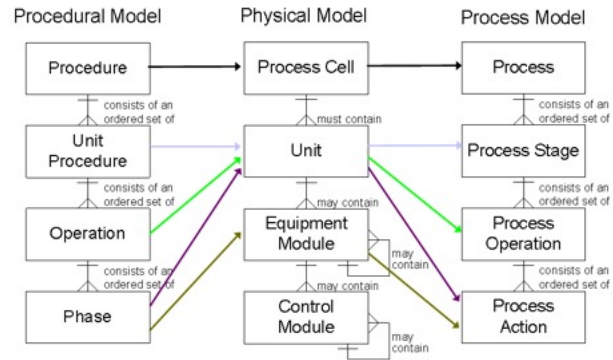 Procedural Model
Physical Model
Process Model
Procedure
Process Cell
Process
consists of an
ordered set of
must contain
consists of an
ordered set of
Unit
Procedure
Unit
Process Stage
consists of an
ordered set of
may contain
consists of an
ordered set of
Operation
Equipment
Module
may
contain
Process
Operation
consists of an
ordered set of
may contain
consists of an
ordered set of
Phase
Control
Module
may
contain
Process
Action